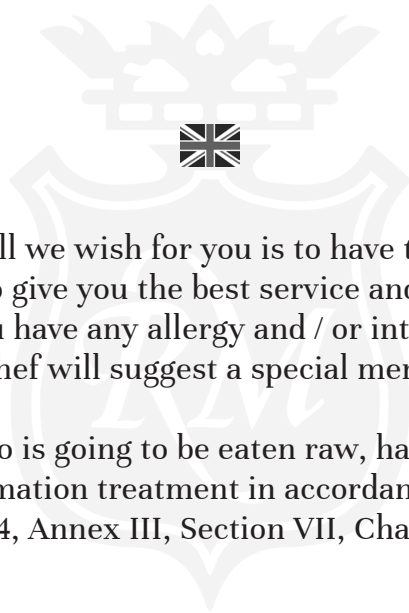 ll we wish for you is to have t
o give you the best service and
u have any allergy and / or int
hef will suggest a special men
RM
o is going to be eaten raw, ha
mation treatment in accordan
4, Annex III, Section VII, Cha